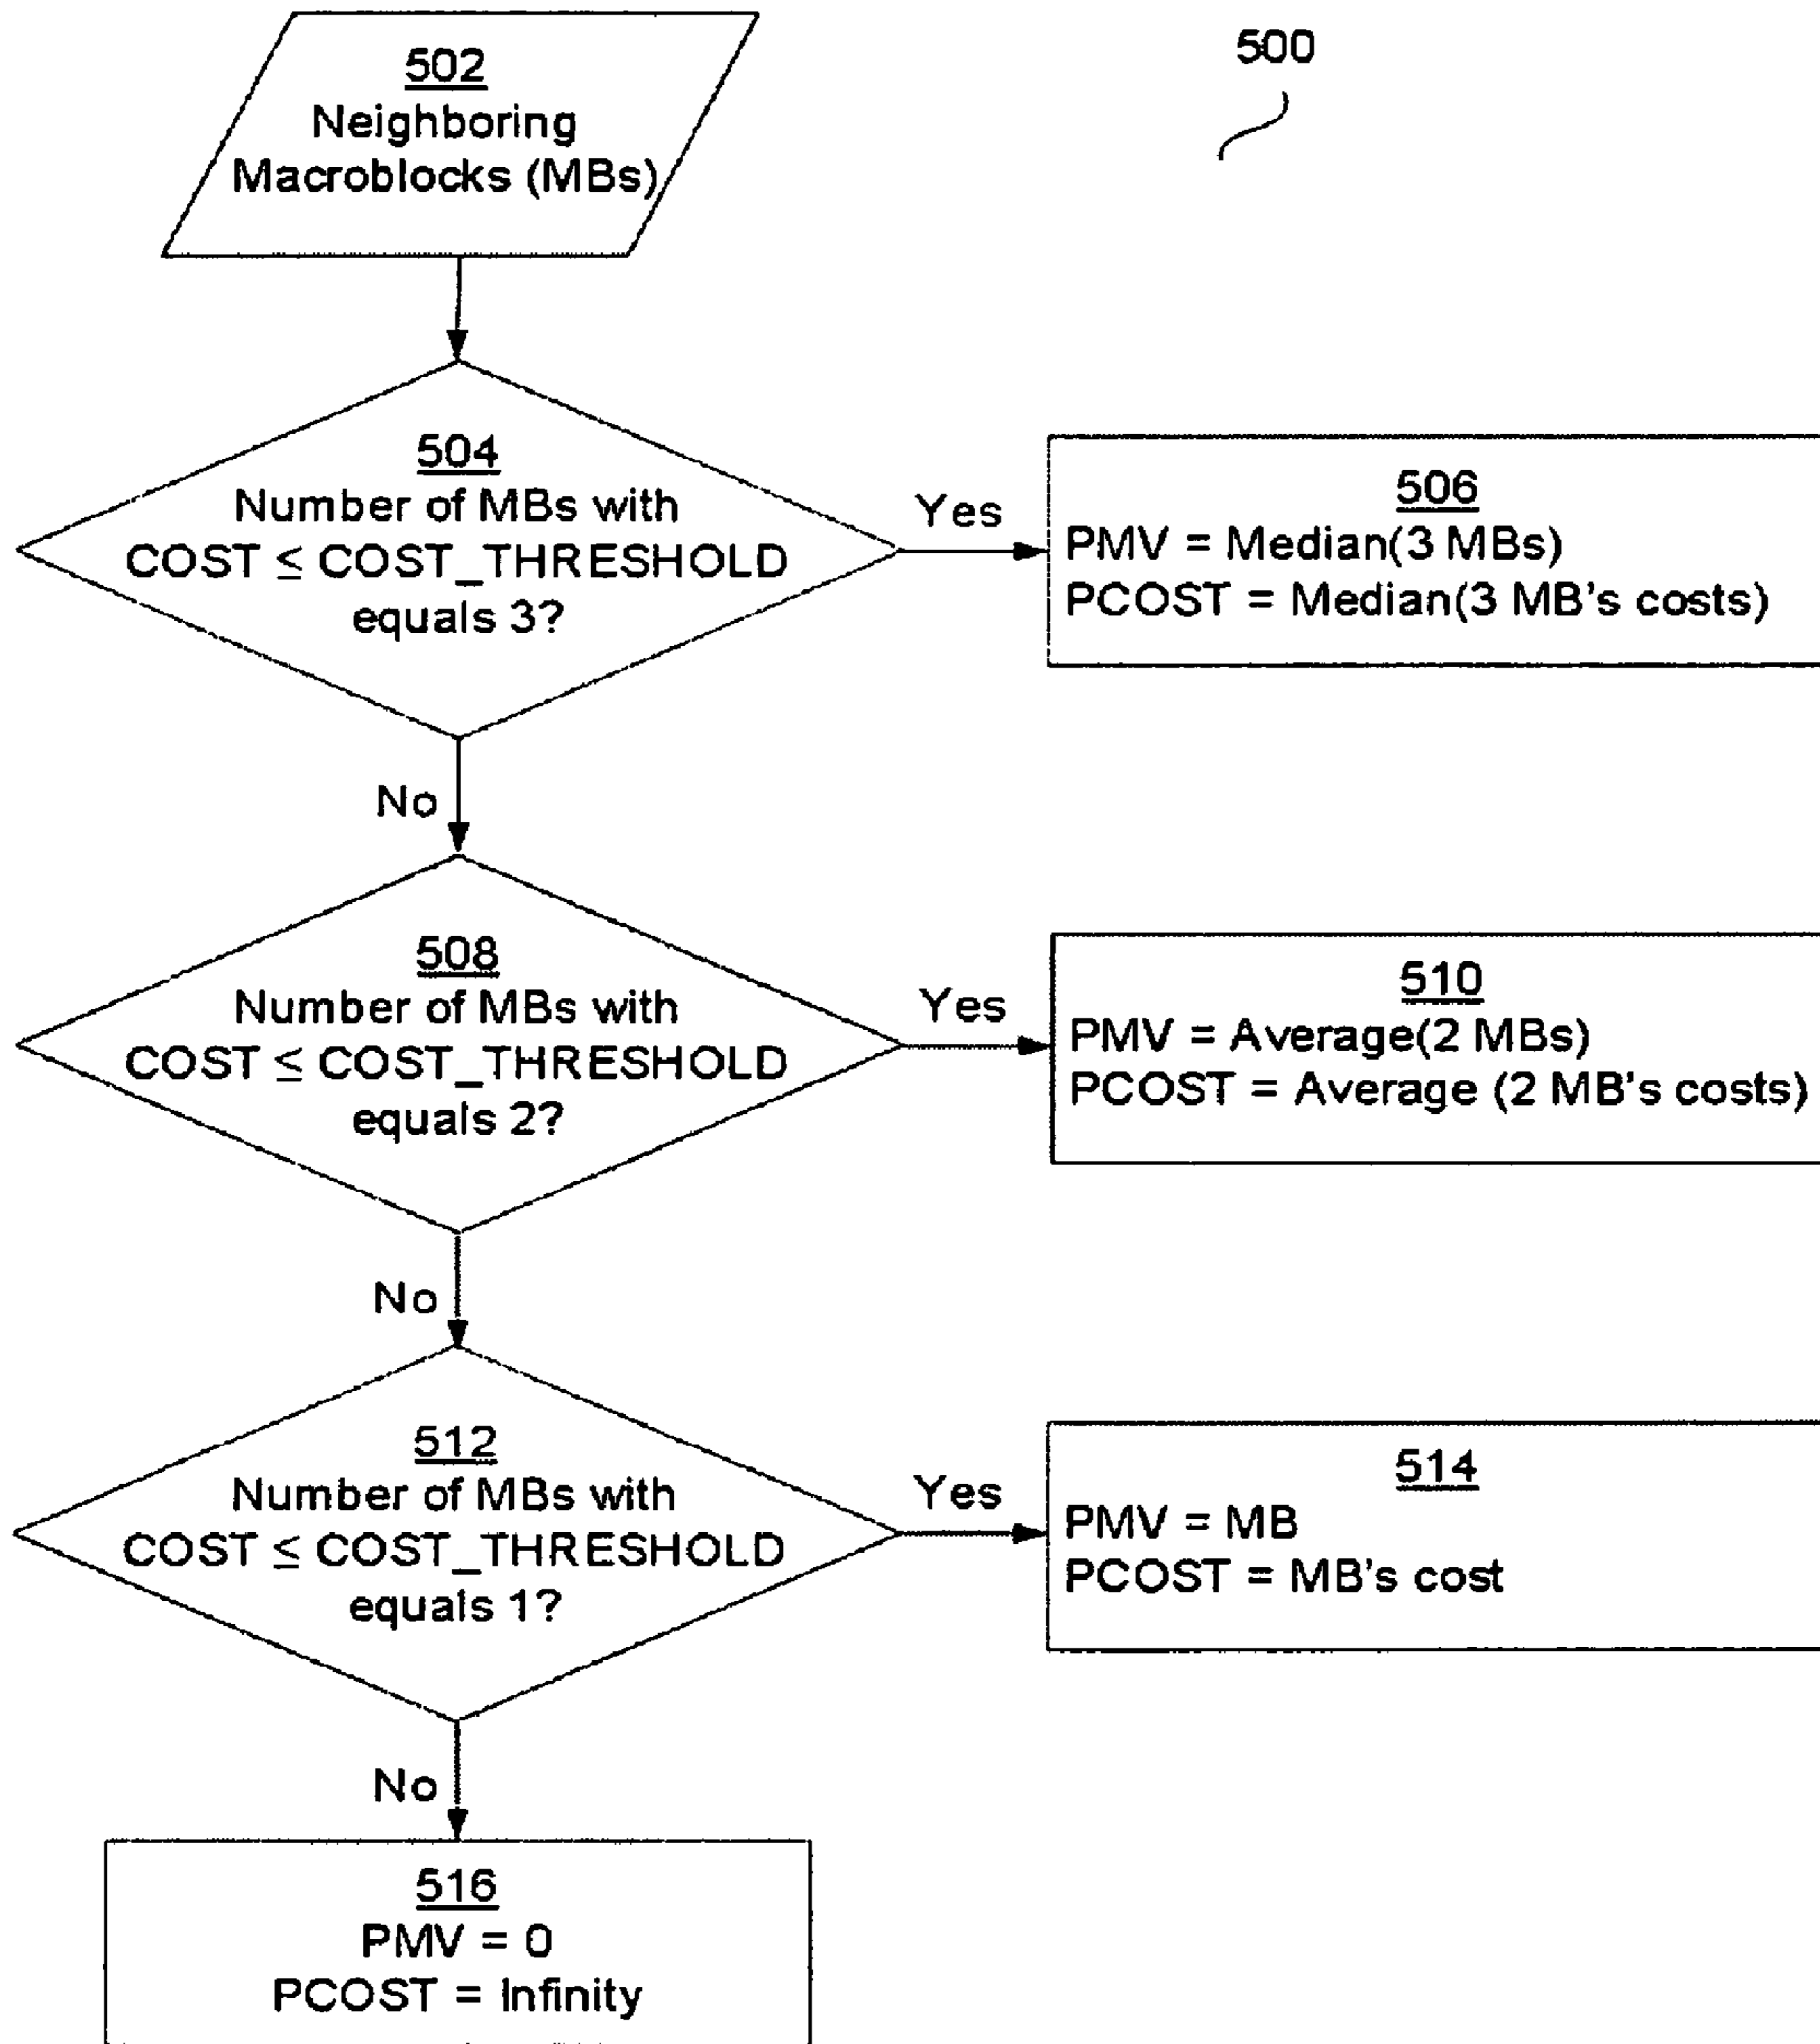 500
502
Neighboring
Macroblocks (MBs)
504
Number of MBs with
COST ≤ COST_THRESHOLD
equals 3?
Yes
506
PMV = Median(3 MBs)
PCOST = Median(3 MB's costs)
No
508
Number of MBs with
COST ≤ COST_THRESHOLD
equals 2?
Yes
510
PMV = Average(2 MBs)
PCOST = Average (2 MB's costs)
No
512
Number of MBs with
COST ≤ COST_THRESHOLD
equals 1?
Yes
514
PMV = MB
PCOST = MB's cost
No
516
PMV = 0
PCOST = Infinity